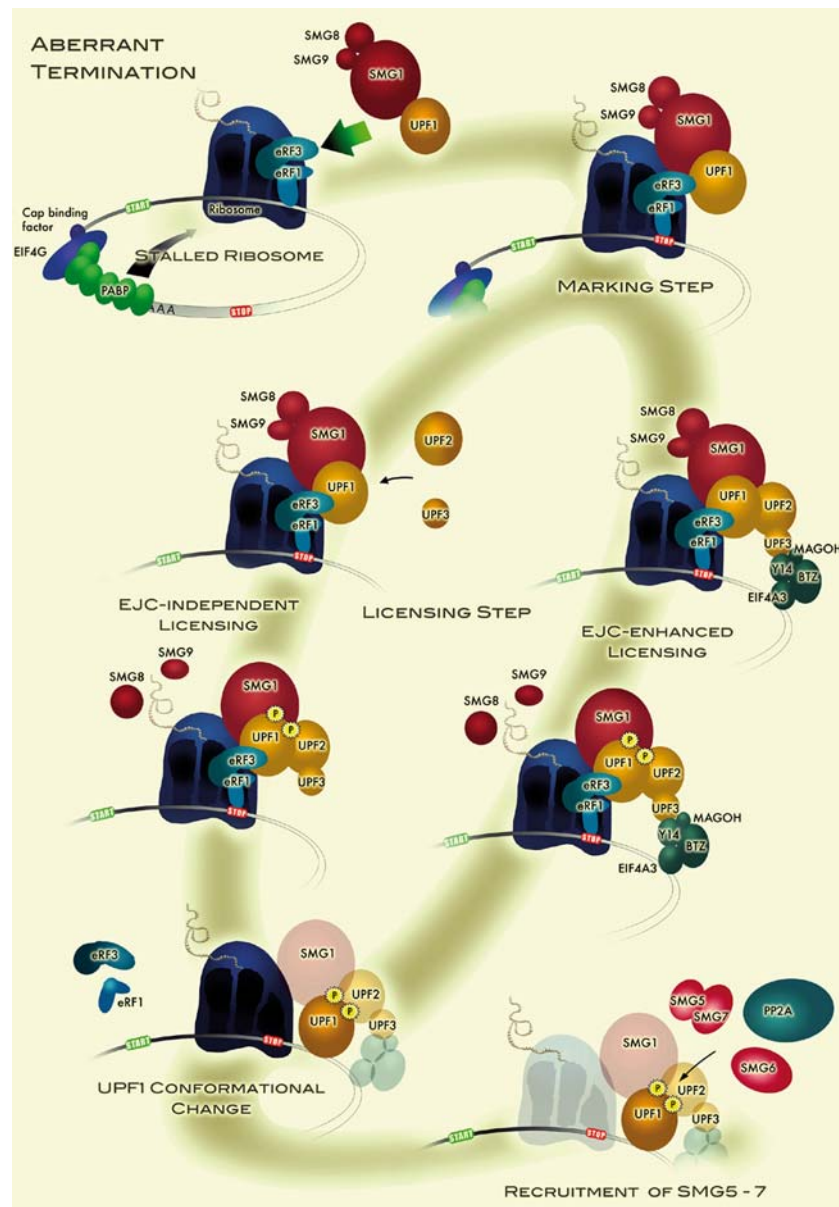 ABERRANT
TERMINATION
SMG8
SMG9
SMG1
UPF1
eRF3
eRF1
Ribosome
START
Cap binding
factor
EIF4G
STALLED RIBOSOME
PABP
AAA
STOP
SMG8
SMG9
SMG1
UPF1
eRF3
eRF1
START
STOP
MARKING STEP
SMG8
SMG9
SMG1
UPF2
UPF1
eRF3
eRF1
UPF3
START
STOP
EJC-INDEPENDENT
LICENSING
LICENSING STEP
SMG8
SMG9
SMG1
UPF1
UPF2
eRF3
eRF1
UPF3
MAGOH
Y14
BTZ
EIF4A3
START
STOP
EJC-ENHANCED
LICENSING
SMG9
SMG8
SMG1
P
P
UPF1
UPF2
eRF3
eRF1
UPF3
START
STOP
SMG9
SMG8
SMG1
P
P
UPF1
UPF2
eRF3
eRF1
UPF3
MAGOH
Y14
BTZ
EIF4A3
START
STOP
eRF3
eRF1
SMG1
P
P
UPF2
UPF1
UPF3
START
STOP
UPF1 CONFORMATIONAL
CHANGE
SMG5
SMG7
PP2A
SMG6
SMG1
P
P
UPF2
UPF1
UPF3
START
STOP
RECRUITMENT OF SMG5 - 7